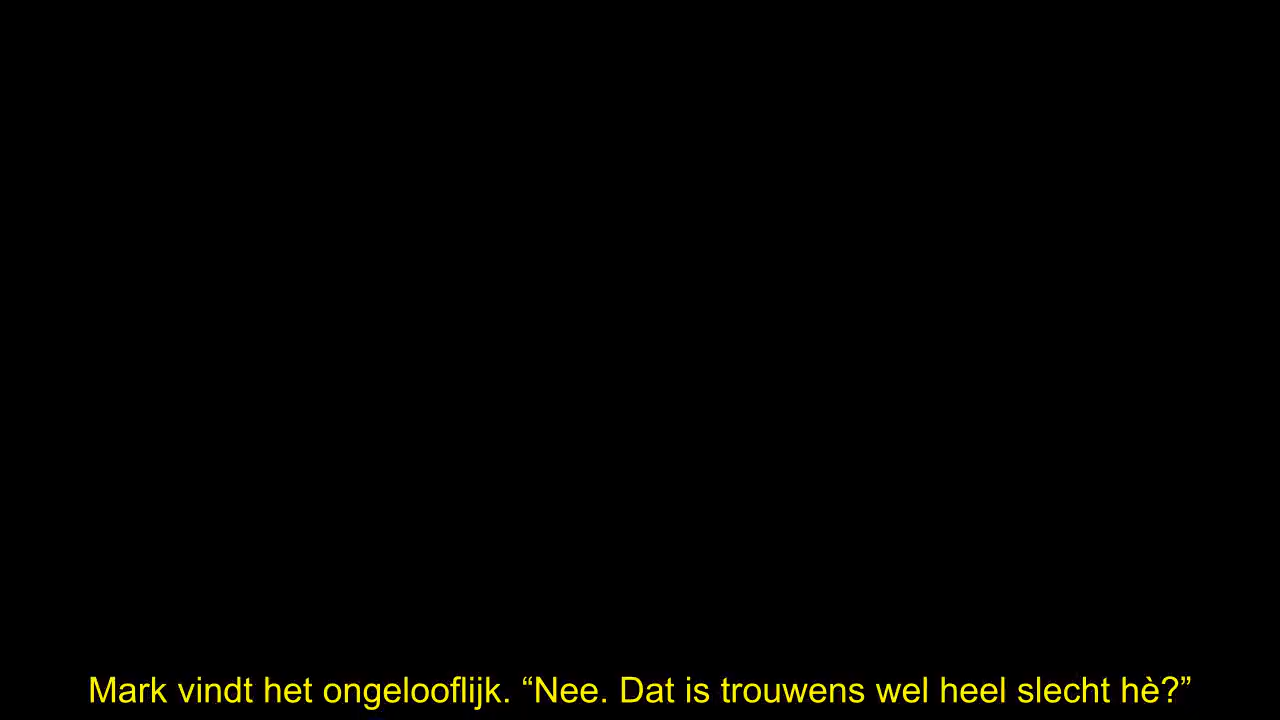 Mark vindt het ongelooflijk. “Nee. Dat is trouwens wel heel slecht hè?”